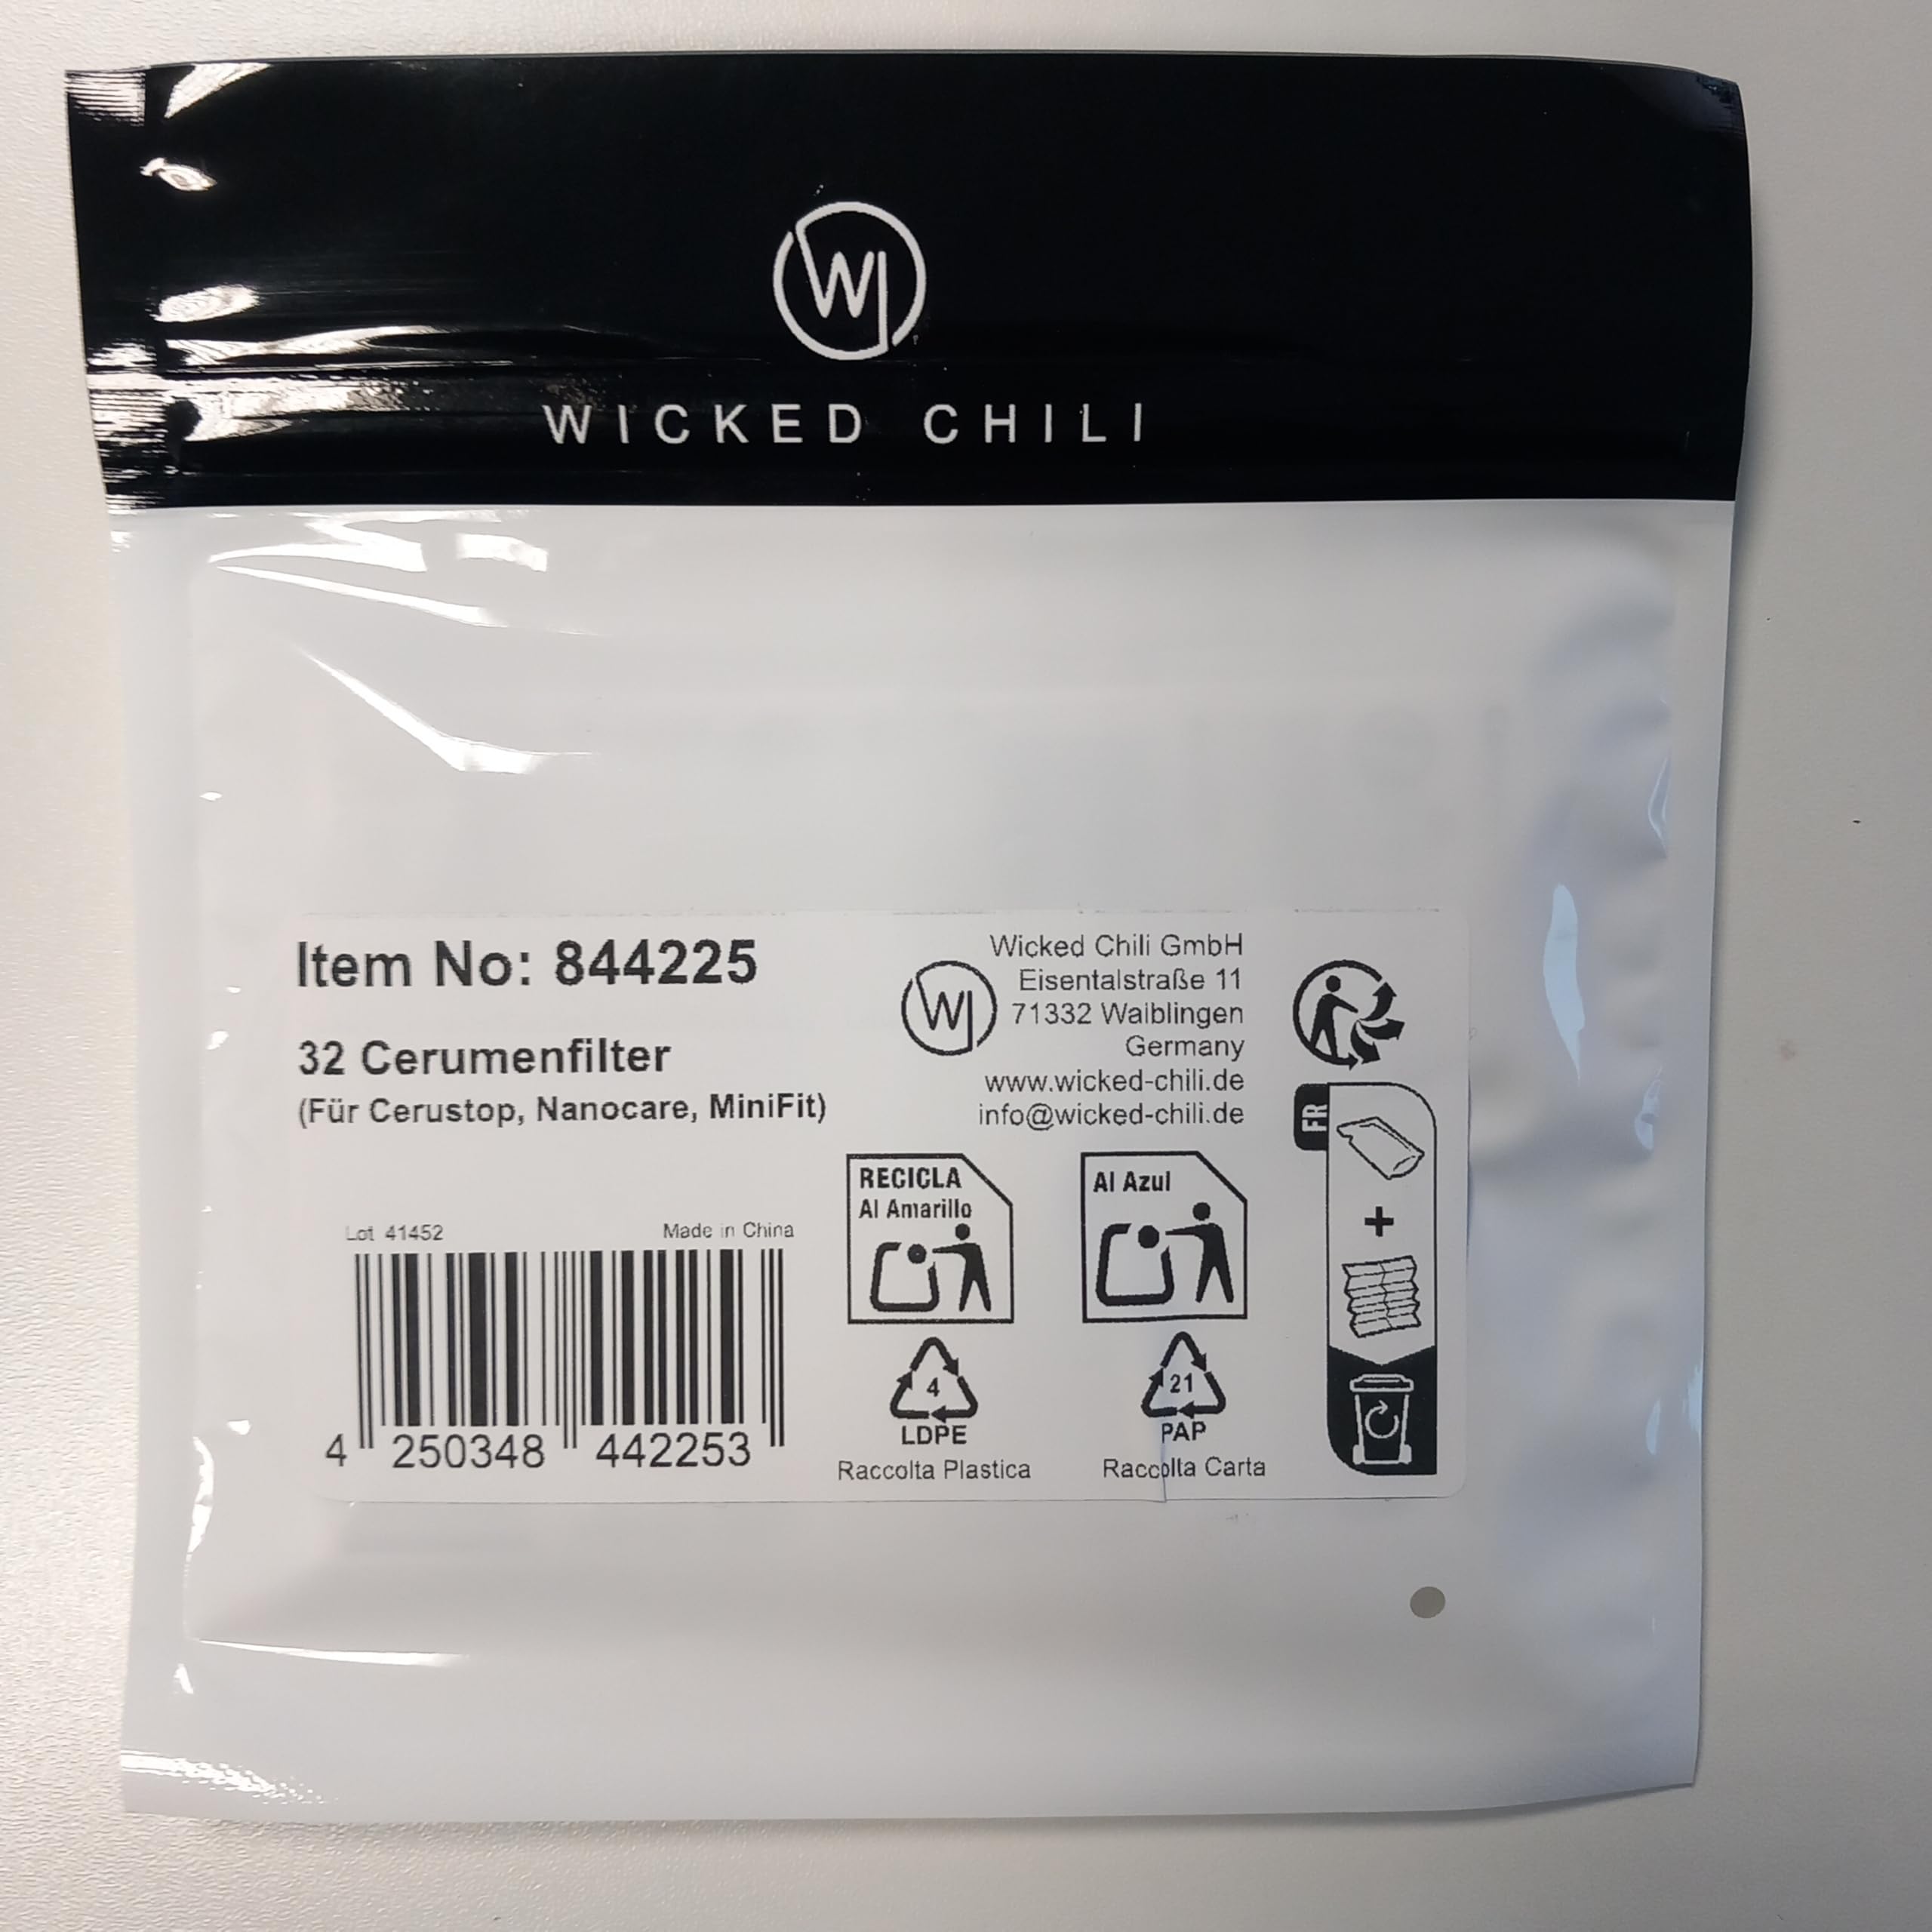 W
WICKED CHILI
Item No: 844225
32 Cerumenfilter
(Für Cerustop, Nanocare, MiniFit)
W
Wicked Chili GmbH
Eisentalstraße 11
71332 Waiblingen
Germany
www.wicked-chili.de
info@wicked-chili.de
Lot 41452
Made in China
4 250348 442253
RECICLA
Al Amarillo
4
LDPE
Raccolta Plastica
Al Azul
21
PAP
Raccolta Carta
FR
+